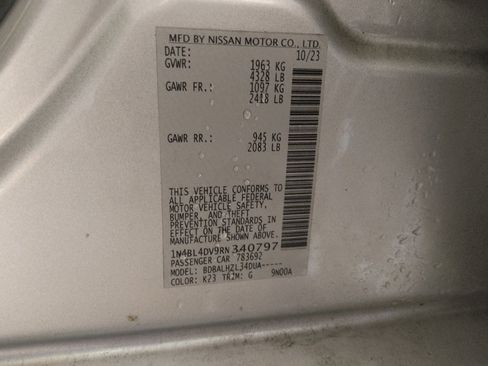 MFD BY NISSAN MOTOR CO., LTD.
DATE: 10/23
GVWR: 1963 KG
4328 LB
GAWR FR.: 1097 KG
2418 LB
GAWR RR.: 945 KG
2083 LB
THIS VEHICLE CONFORMS TO
ALL APPLICABLE FEDERAL
MOTOR VEHICLE SAFETY,
BUMPER, AND THEFT
PREVENTION STANDARDS IN
EFFECT ON THE DATE OF
MANUFACTURE SHOWN ABOVE.
1N4BL4DV9RN340797
PASSENGER CAR 783692
MODEL: BDBALHZL34DUA-----
COLOR: K23 TRIM: G 9N00A